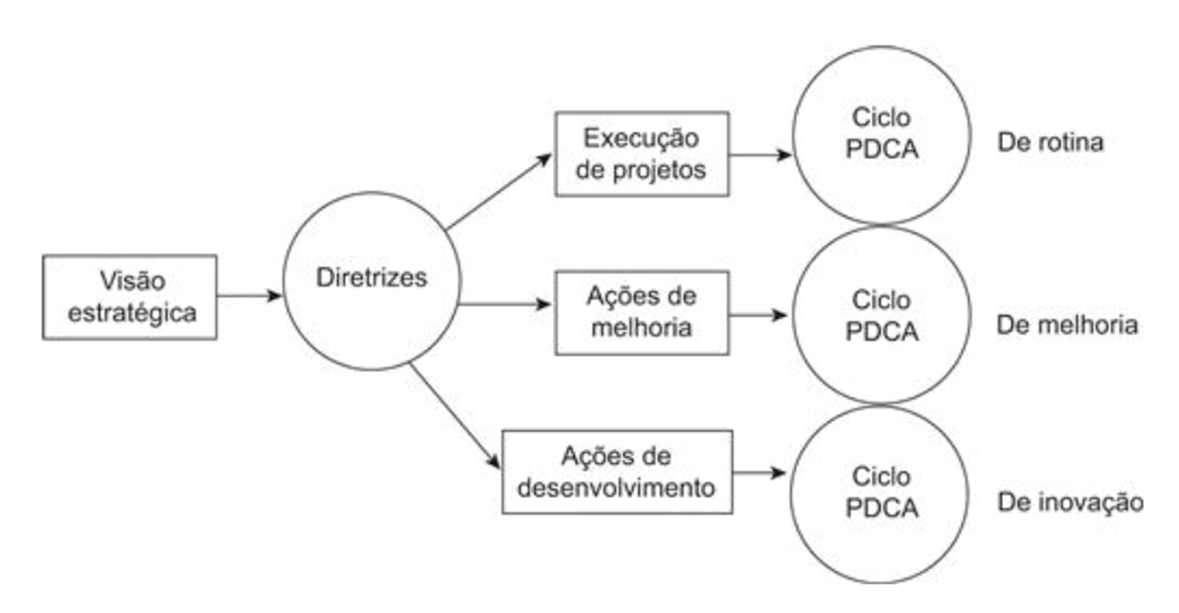 Visão
estratégica
Diretrizes
Execução
de projetos
Ciclo
PDCA
De rotina
Ações de
melhoria
Ciclo
PDCA
De melhoria
Ações de
desenvolvimento
Ciclo
PDCA
De inovação